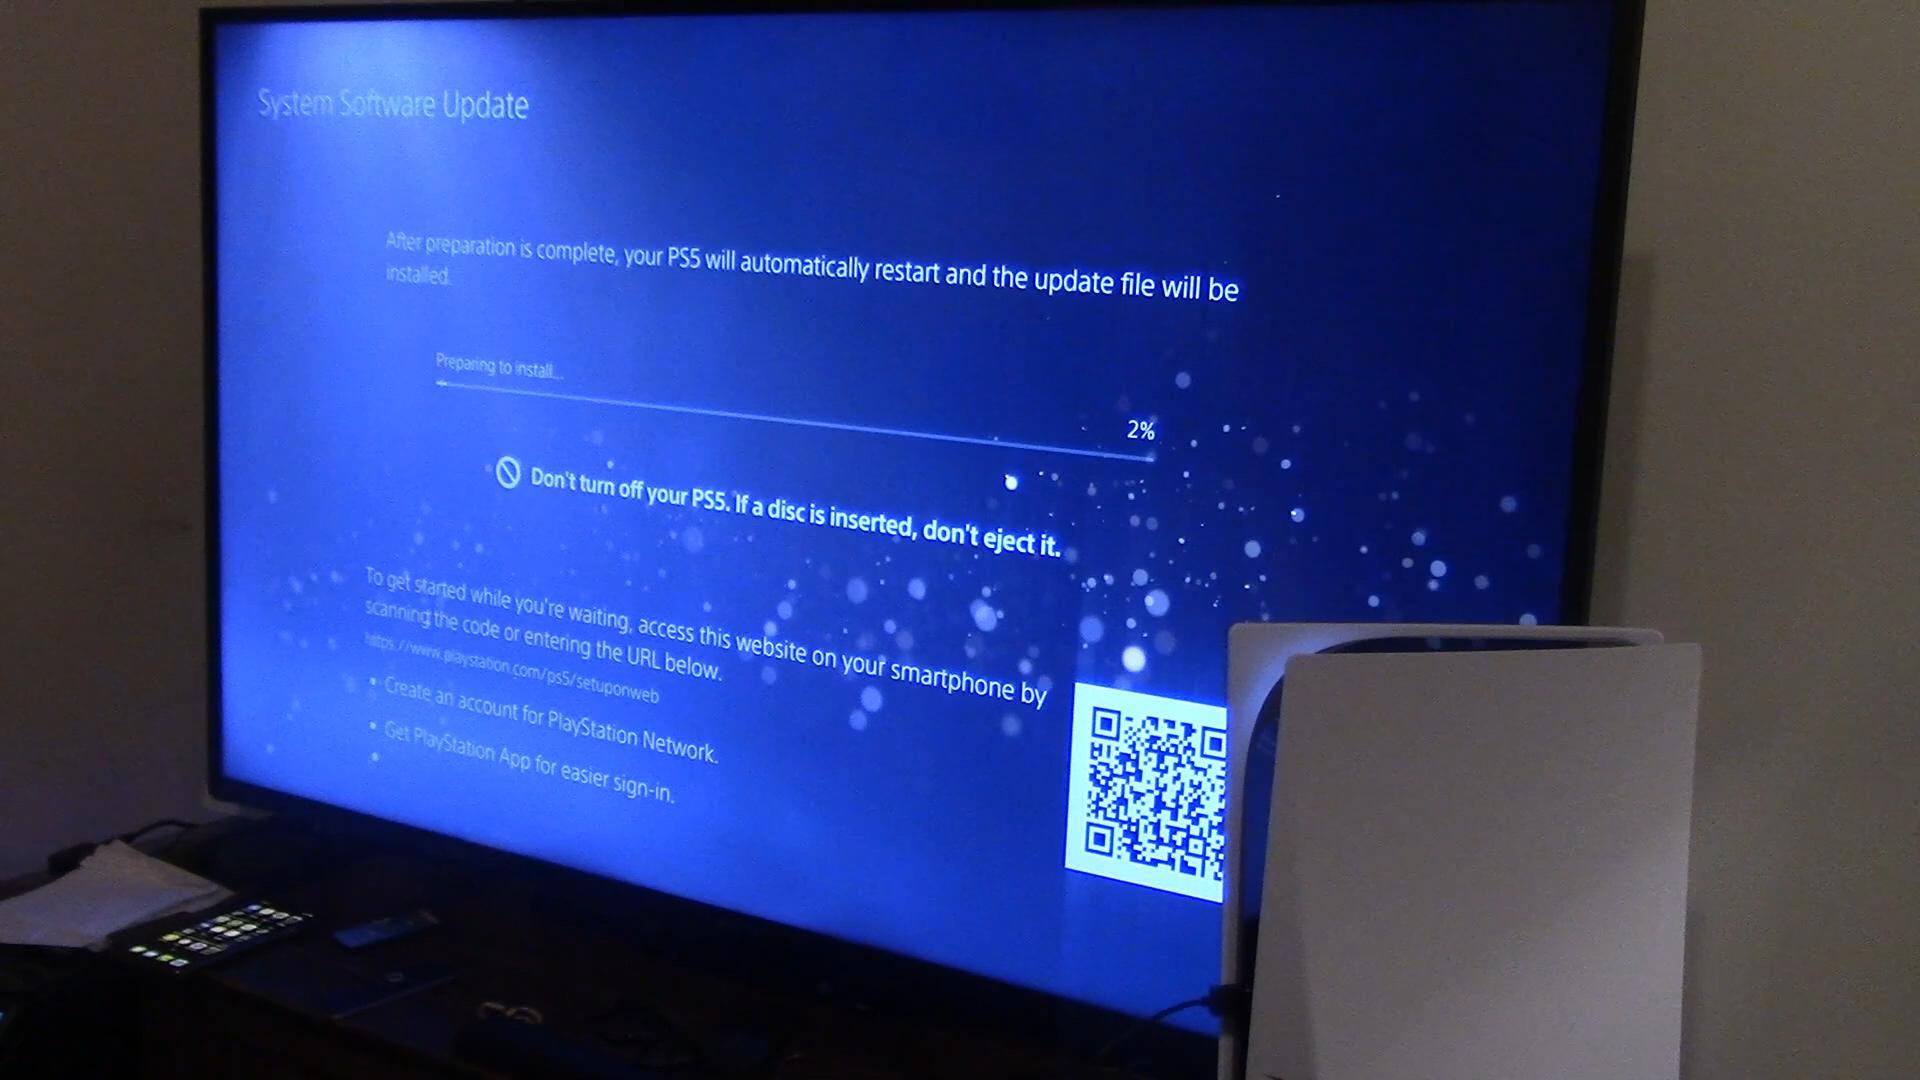 System Software Update
After preparation is complete, your PS5 will automatically restart and the update file will be
installed.
Preparing to install...
2%
Don't turn off your PS5. If a disc is inserted, don't eject it.
To get started while you're waiting, access this website on your smartphone by
scanning the code or entering the URL below.
https://www.playstation.com/ps5/setuponweb
• Create an account for PlayStation Network.
• Get PlayStation App for easier sign-in.